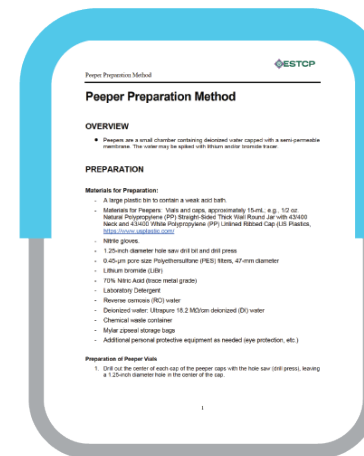 ESTCP
Peeper Preparation Method
Peeper Preparation Method
OVERVIEW
• Peepers are a small chamber containing deionized water capped with a semi-permeable
membrane. The water may be spiked with lithium and/or bromide tracer.
PREPARATION
Materials for Preparation:
- A large plastic bin to contain a weak acid bath.
- Materials for Peepers: Vials and caps, approximately 15-mL; e.g., 1/2 oz.
Natural Polypropylene (PP) Straight-Sided Thick Wall Round Jar with 43/400
Neck and 43/400 White Polypropylene (PP) Unlined Ribbed Cap (US Plastics,
https://www.usplastic.com/
- Nitrile gloves.
- 1.25-inch diameter hole saw drill bit and drill press
- 0.45-µm pore size Polyethersulfone (PES) filters, 47-mm diameter
- Lithium bromide (LiBr)
- 70% Nitric Acid (trace metal grade)
- Laboratory Detergent
- Reverse osmosis (RO) water
- Deionized water: Ultrapure 18.2 MΩ/cm deionized (DI) water
- Chemical waste container
- Mylar zipseal storage bags
- Additional personal protective equipment as needed (eye protection, etc.)
Preparation of Peeper Vials
1. Drill out the center of each cap of the peeper caps with the hole saw (drill press), leaving
a 1.25-inch diameter hole in the center of the cap.
1